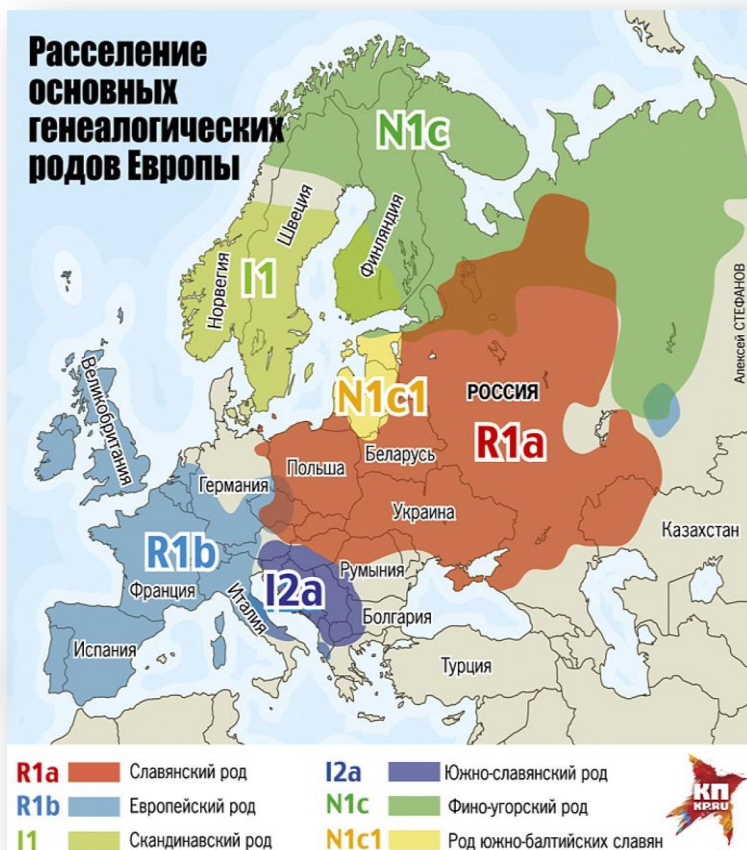 Расселение
основных
генеалогических
родов Европы
N1c
Швеция
Финляндия
Норвегия
I1
Алексей СТЕФАНОВ
Великобритания
N1c1
РОССИЯ
R1a
Польша
Беларусь
Германия
Украина
Казахстан
R1b
Франция
I2a
Румыния
Италия
Болгария
Испания
Турция
R1a Славянский род
R1b Европейский род
I1 Скандинавский род
I2a Южно-славянский род
N1c Фино-угорский род
N1c1 Род южно-балтийских славян
КП
KP.RU